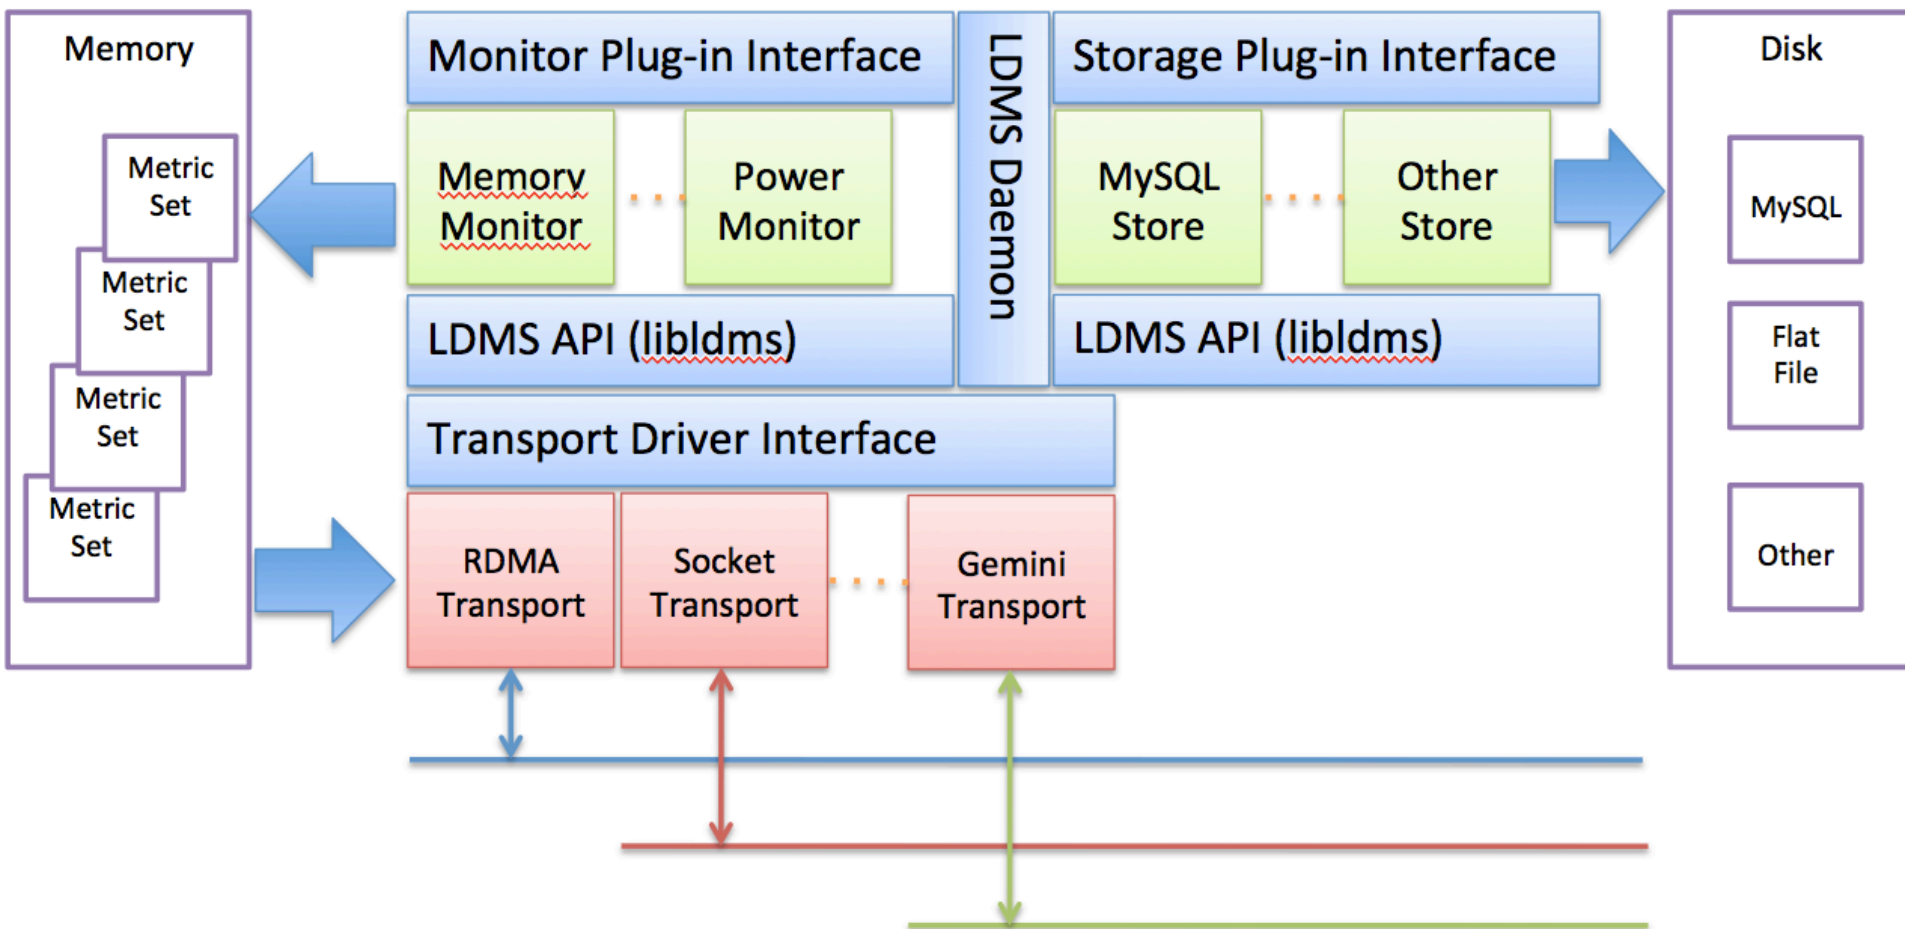 Memory
Metric
Set
Metric
Set
Metric
Set
Metric
Set
Monitor Plug-in Interface
Memory
Monitor
Power
Monitor
LDMS API (libldms)
LDMS Daemon
Storage Plug-in Interface
MySQL
Store
Other
Store
LDMS API (libldms)
Transport Driver Interface
RDMA
Transport
Socket
Transport
Gemini
Transport
Disk
MySQL
Flat
File
Other